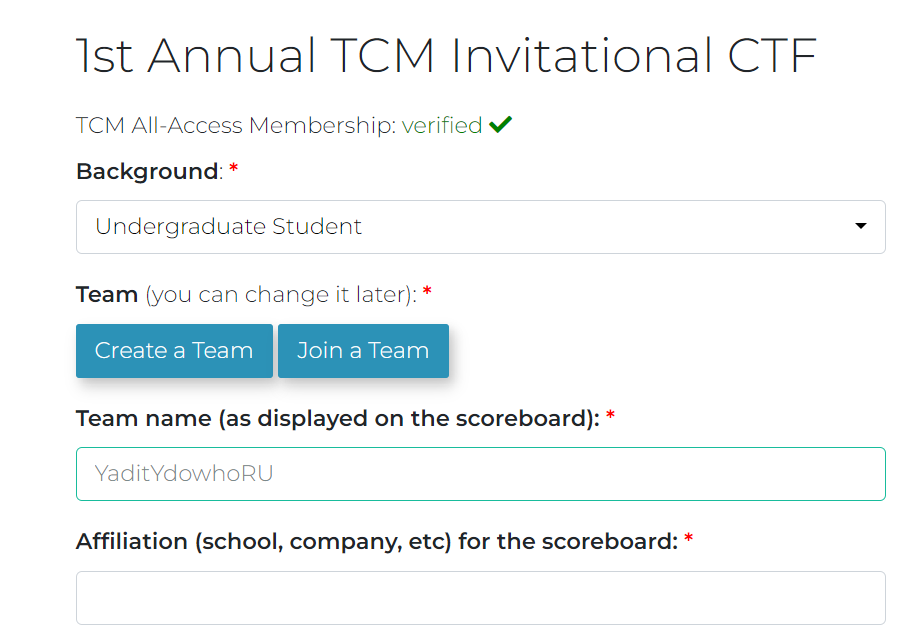 1st Annual TCM Invitational CTF
TCM All-Access Membership: verified ✔
Background: *
Undergraduate Student
Team (you can change it later): *
Create a Team Join a Team
Team name (as displayed on the scoreboard): *
YaditYdowhoRU
Affiliation (school, company, etc) for the scoreboard: *